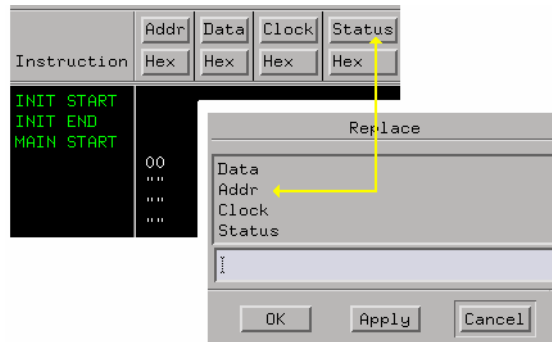 Addr Data Clock Status
Instruction Hex Hex Hex Hex
INIT START
INIT END
MAIN START
00
""
""
""
Replace
Data
Addr
Clock
Status
OK Apply Cancel